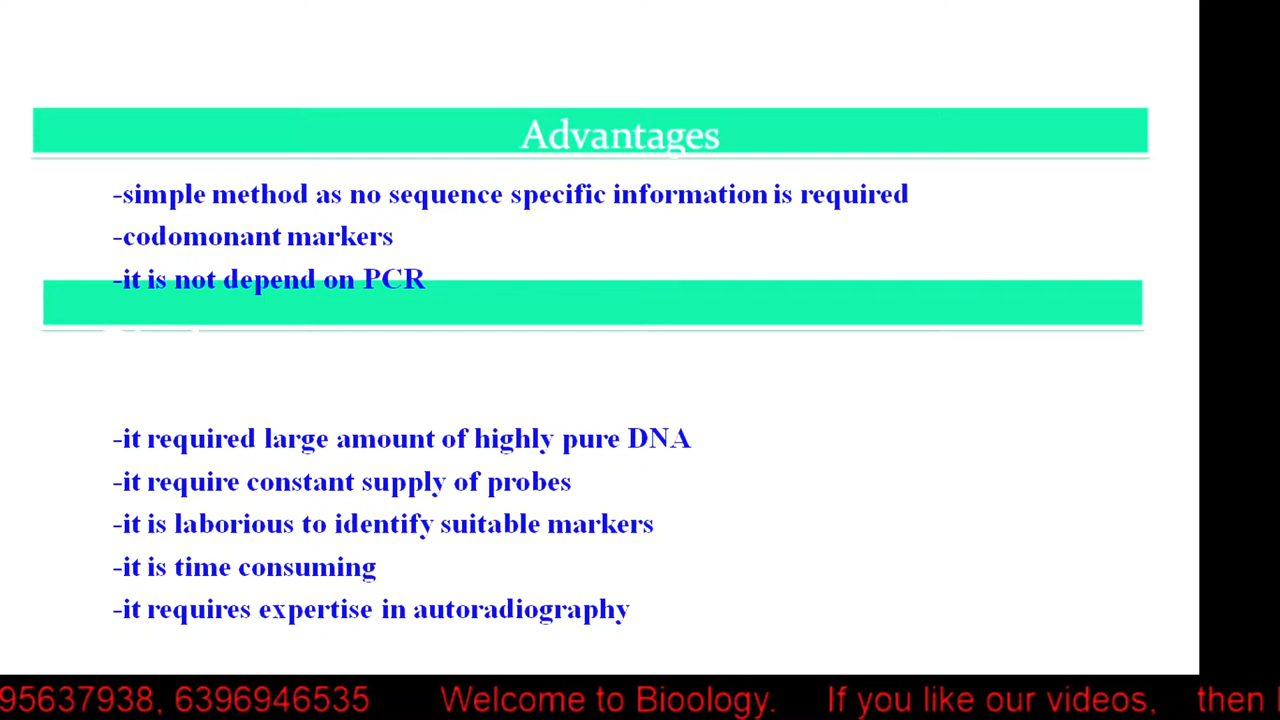 Advantages
-simple method as no sequence specific information is required
-codomonant markers
-it is not depend on PCR
-it required large amount of highly pure DNA
-it require constant supply of probes
-it is laborious to identify suitable markers
-it is time consuming
-it requires expertise in autoradiography
95637938, 6396946535 Welcome to Bioology. If you like our videos, then